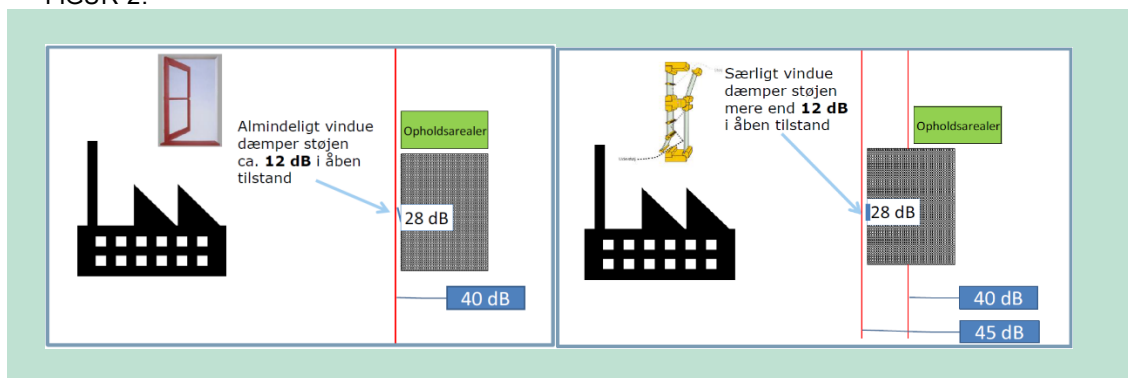 FIGUR 2.
Almindeligt vindue
dæmper støjen
ca. 12 dB i åben
tilstand
Opholdsarealer
28 dB
40 dB
Særligt vindue
dæmper støjen
mere end 12 dB
i åben tilstand
Opholdsarealer
28 dB
40 dB
45 dB